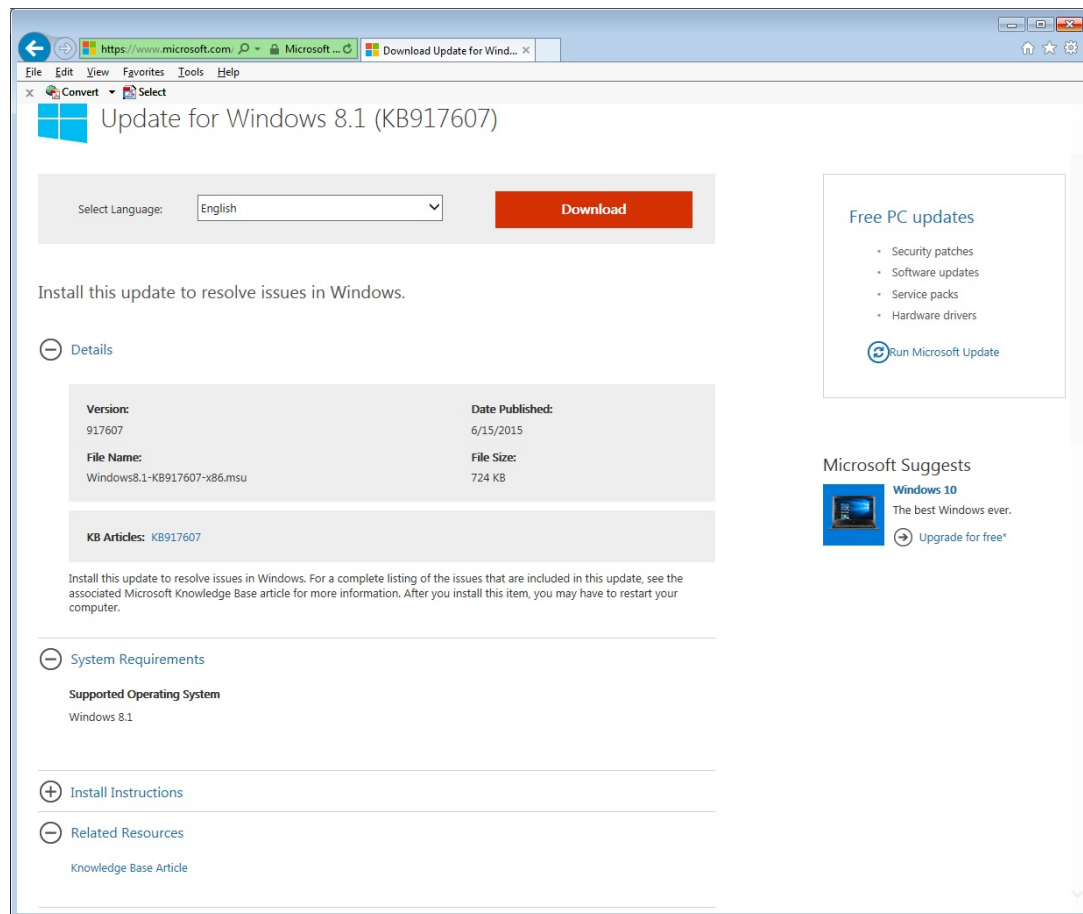 https://www.microsoft.com/
Microsoft ...
Download Update for Wind...
File Edit View Favorites Tools Help
x Convert Select
Update for Windows 8.1 (KB917607)
Select Language:
English
Download
Free PC updates
• Security patches
• Software updates
• Service packs
• Hardware drivers
Run Microsoft Update
Install this update to resolve issues in Windows.
Details
Version:
917607
Date Published:
6/15/2015
File Name:
Windows8.1-KB917607-x86.msu
File Size:
724 KB
KB Articles: KB917607
Install this update to resolve issues in Windows. For a complete listing of the issues that are included in this update, see the
associated Microsoft Knowledge Base article for more information. After you install this item, you may have to restart your
computer.
Microsoft Suggests
Windows 10
The best Windows ever.
Upgrade for free*
System Requirements
Supported Operating System
Windows 8.1
Install Instructions
Related Resources
Knowledge Base Article